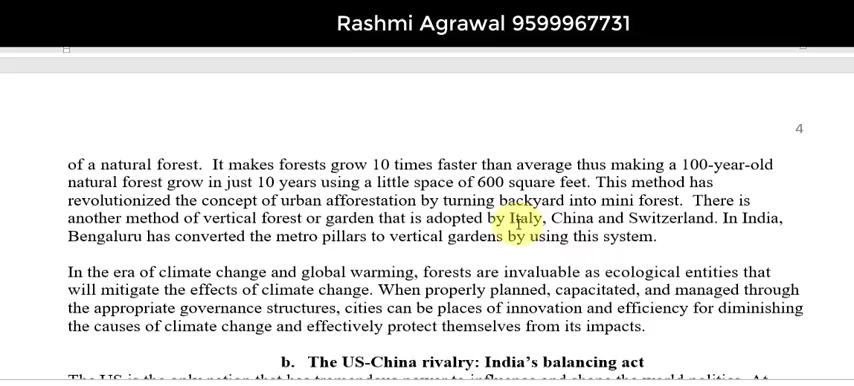 Rashmi Agrawal 9599967731
4
of a natural forest.  It makes forests grow 10 times faster than average thus making a 100-year-old
natural forest grow in just 10 years using a little space of 600 square feet. This method has
revolutionized the concept of urban afforestation by turning backyard into mini forest.  There is
another method of vertical forest or garden that is adopted by Italy, China and Switzerland. In India,
Bengaluru has converted the metro pillars to vertical gardens by using this system.
In the era of climate change and global warming, forests are invaluable as ecological entities that
will mitigate the effects of climate change. When properly planned, capacitated, and managed through
the appropriate governance structures, cities can be places of innovation and efficiency for diminishing
the causes of climate change and effectively protect themselves from its impacts.
b.   The US-China rivalry: India's balancing act